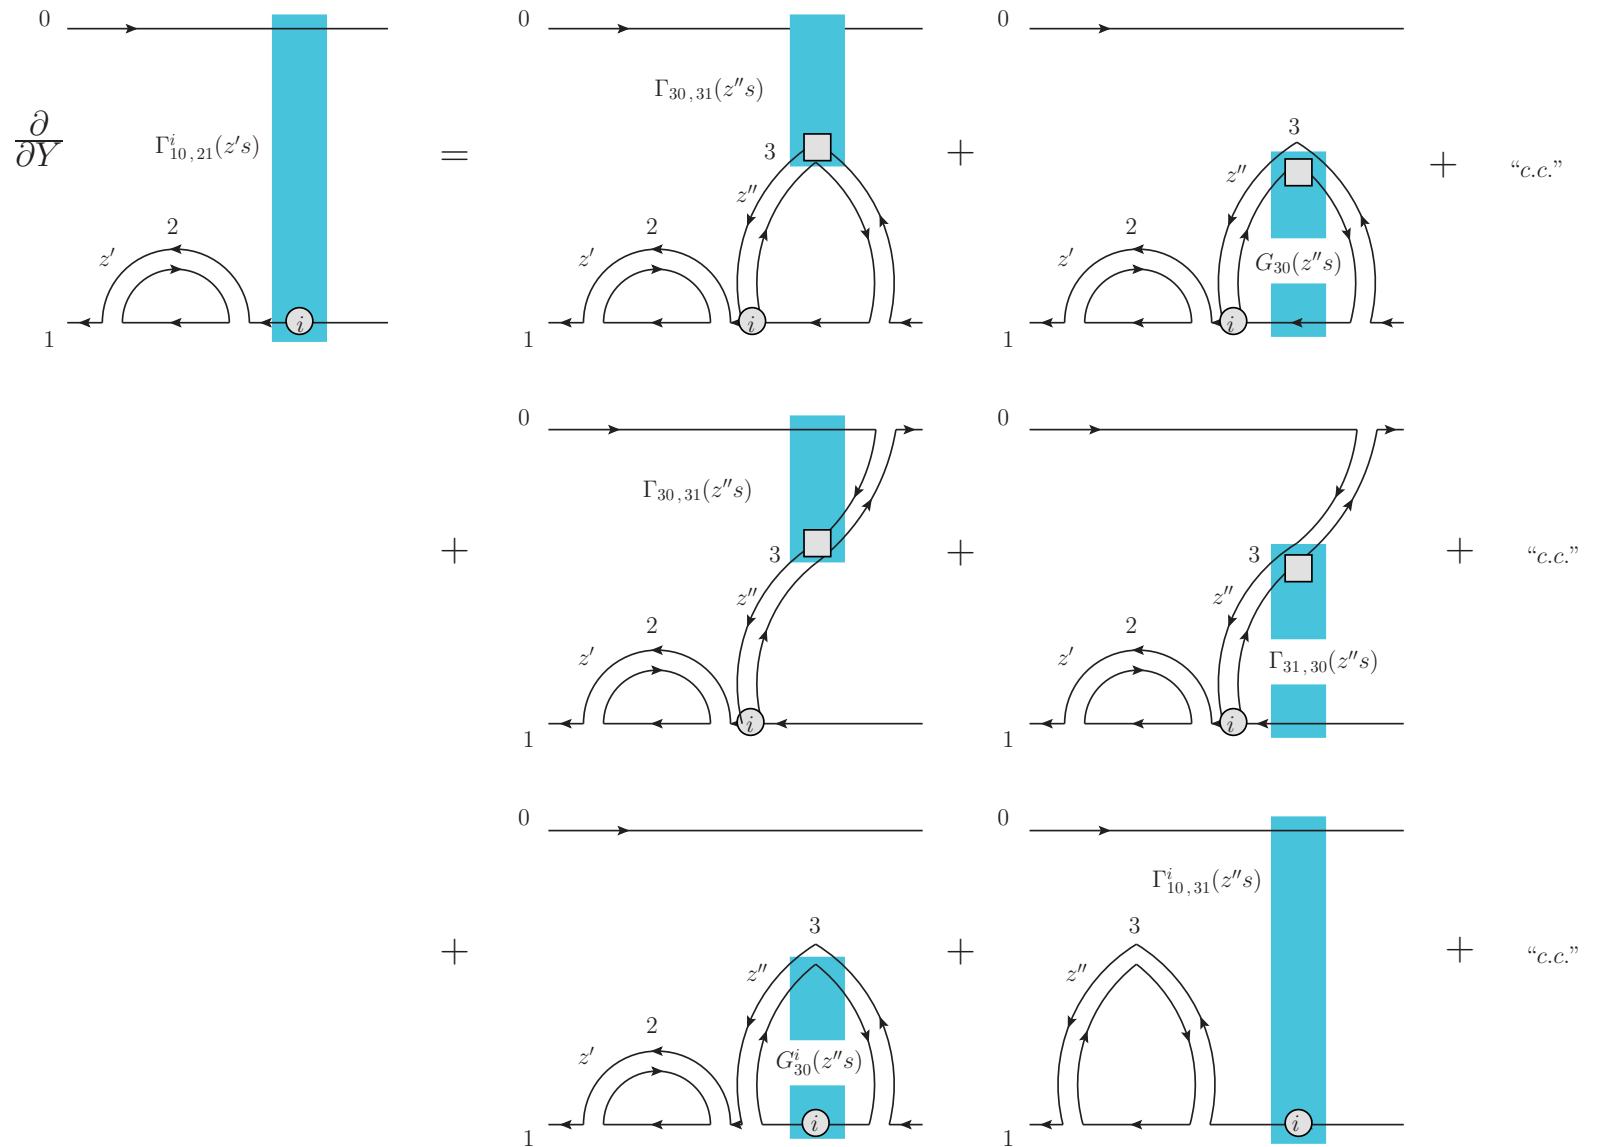 0 0 0
Γ_{30,31}(z''s)
∂/∂Y Γ^i_{10,21}(z's) = 3 + 3 + “c.c.”
z'' z''
2 2 2
z' z' z' G_{30}(z''s)
i i i
1 1 1
0 0
Γ_{30,31}(z''s)
+ 3 + 3 + “c.c.”
z'' z''
2 2
z' z' Γ_{31,30}(z''s)
i i
1 1
0 0
Γ^i_{10,31}(z''s)
+ 3 + 3 + “c.c.”
z'' z''
2
z' G^i_{30}(z''s)
i i
1 1